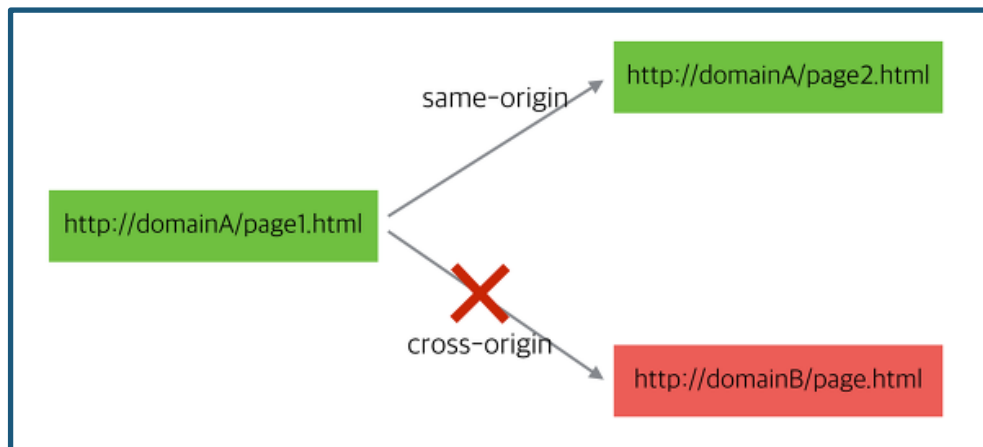 http://domainA/page2.html
same-origin
http://domainA/page1.html
cross-origin
http://domainB/page.html